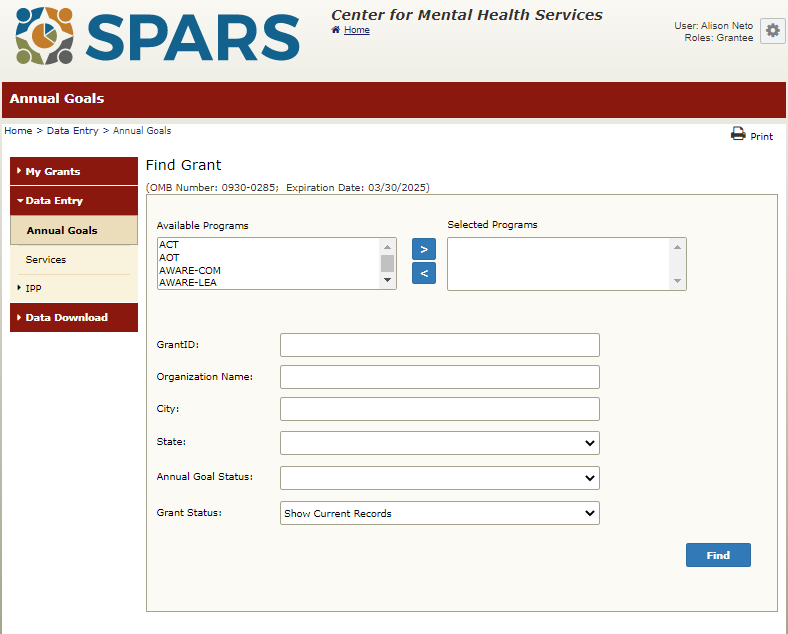 SPARS
Center for Mental Health Services
Home
User: Alison Neto
Roles: Grantee
Annual Goals
Home > Data Entry > Annual Goals
Print
My Grants
Data Entry
Annual Goals
Services
IPP
Data Download
Find Grant
(OMB Number: 0930-0285; Expiration Date: 03/30/2025)
Available Programs
ACT
AOT
AWARE-COM
AWARE-LEA
>
<
Selected Programs
GrantID:
Organization Name:
City:
State:
Annual Goal Status:
Grant Status: Show Current Records
Find